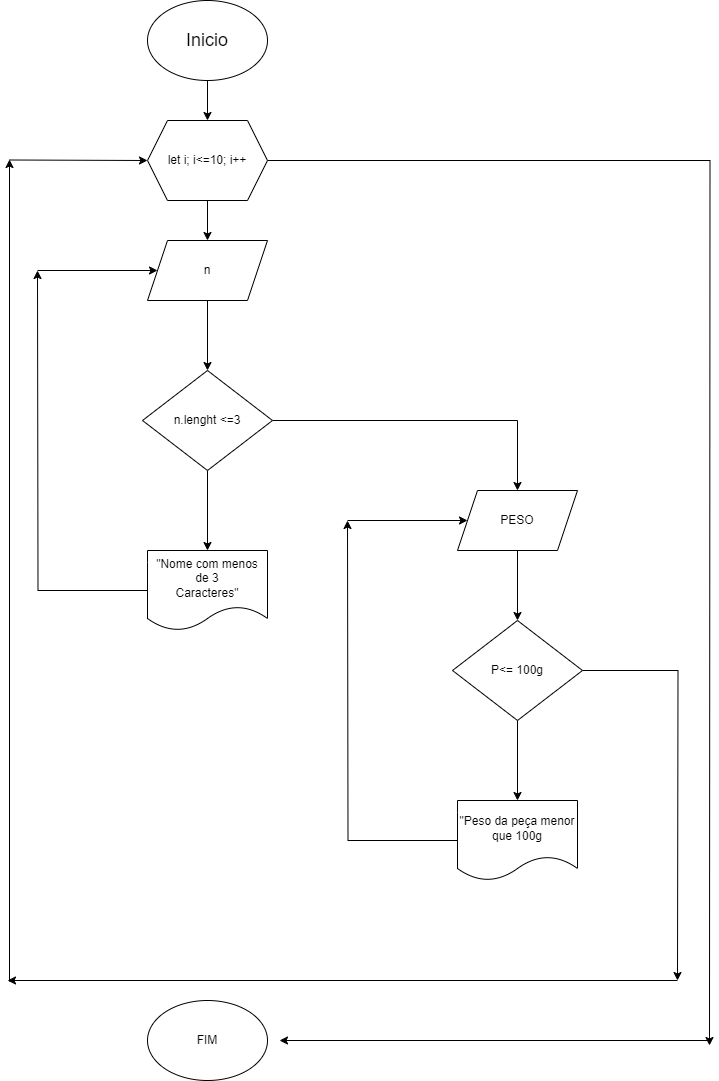 Inicio
let i; i<=10; i++
n
n.lenght <=3
PESO
"Nome com menos
de 3
Caracteres"
P<= 100g
"Peso da peça menor
que 100g
FIM